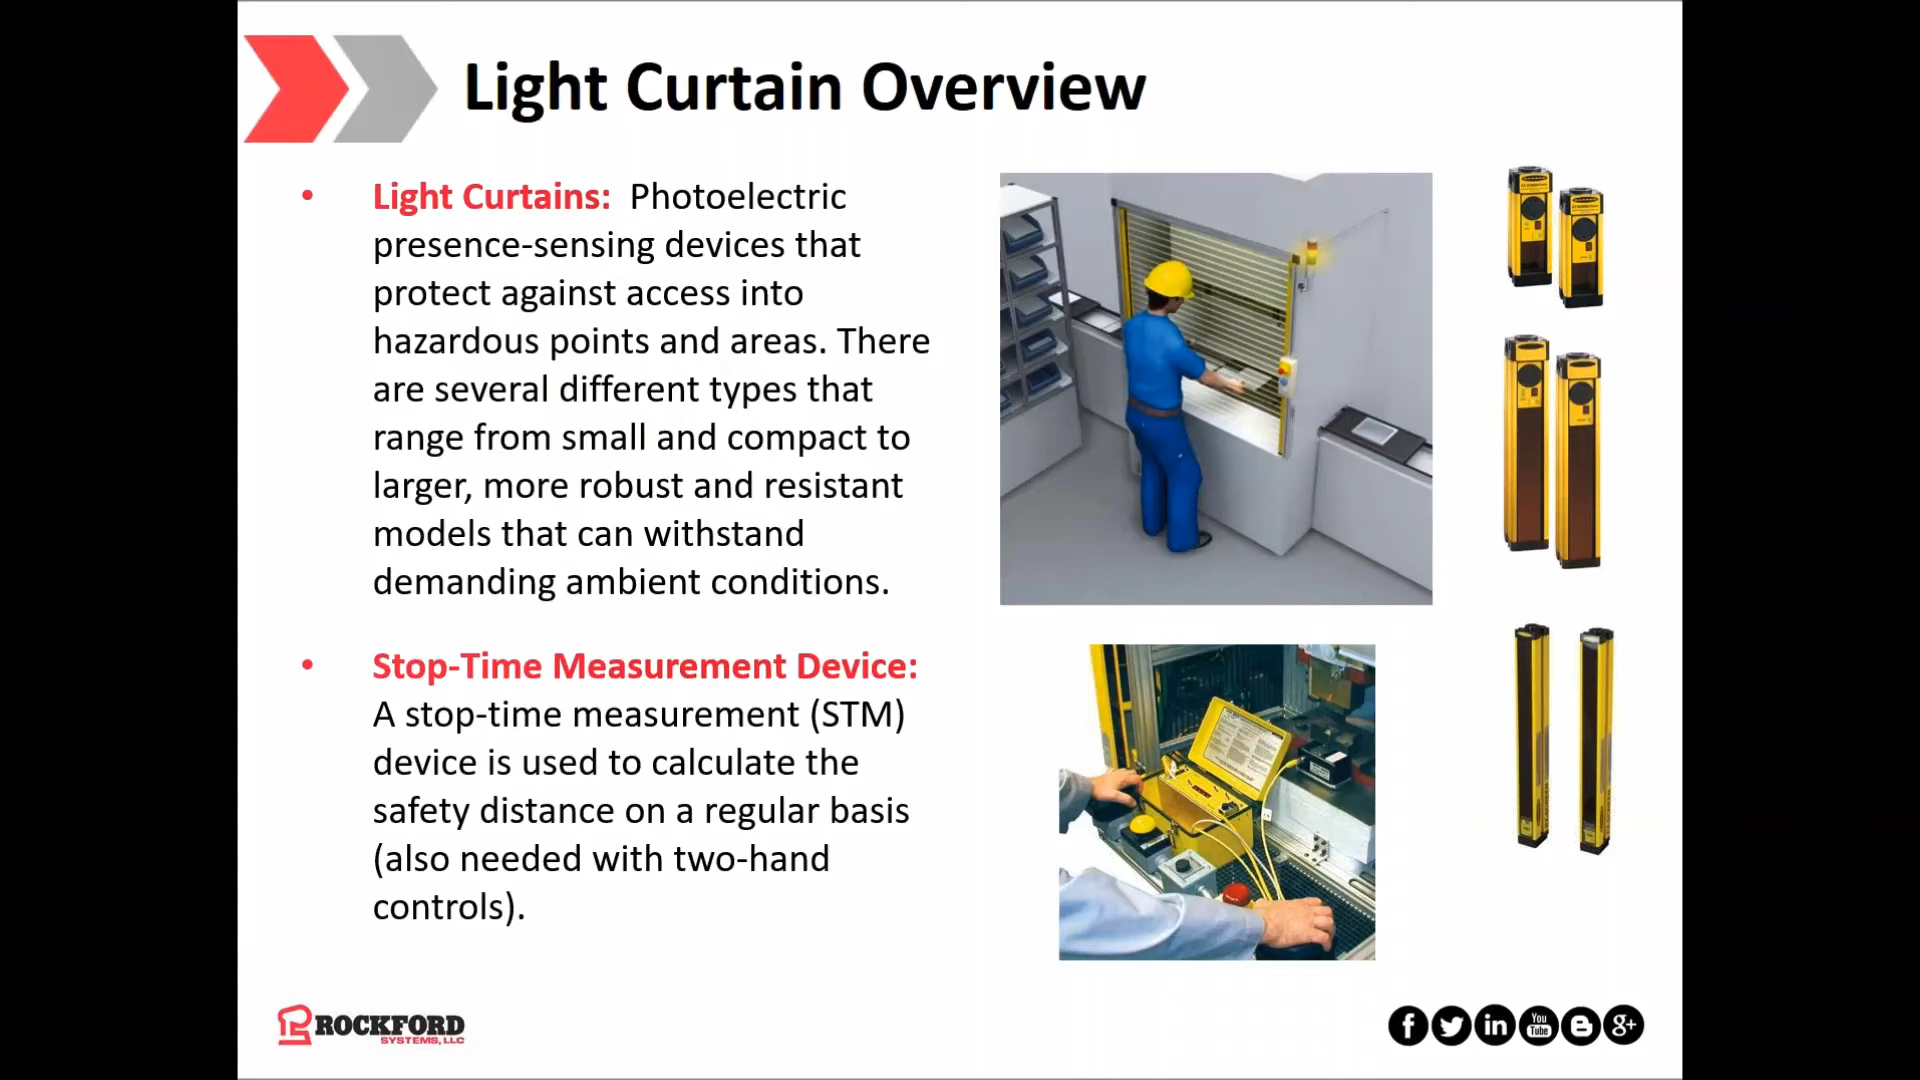 Light Curtain Overview
• Light Curtains: Photoelectric
presence-sensing devices that
protect against access into
hazardous points and areas. There
are several different types that
range from small and compact to
larger, more robust and resistant
models that can withstand
demanding ambient conditions.
• Stop-Time Measurement Device:
A stop-time measurement (STM)
device is used to calculate the
safety distance on a regular basis
(also needed with two-hand
controls).
ROCKFORD
SYSTEMS, LLC
f
in
You
Tube
B
g+